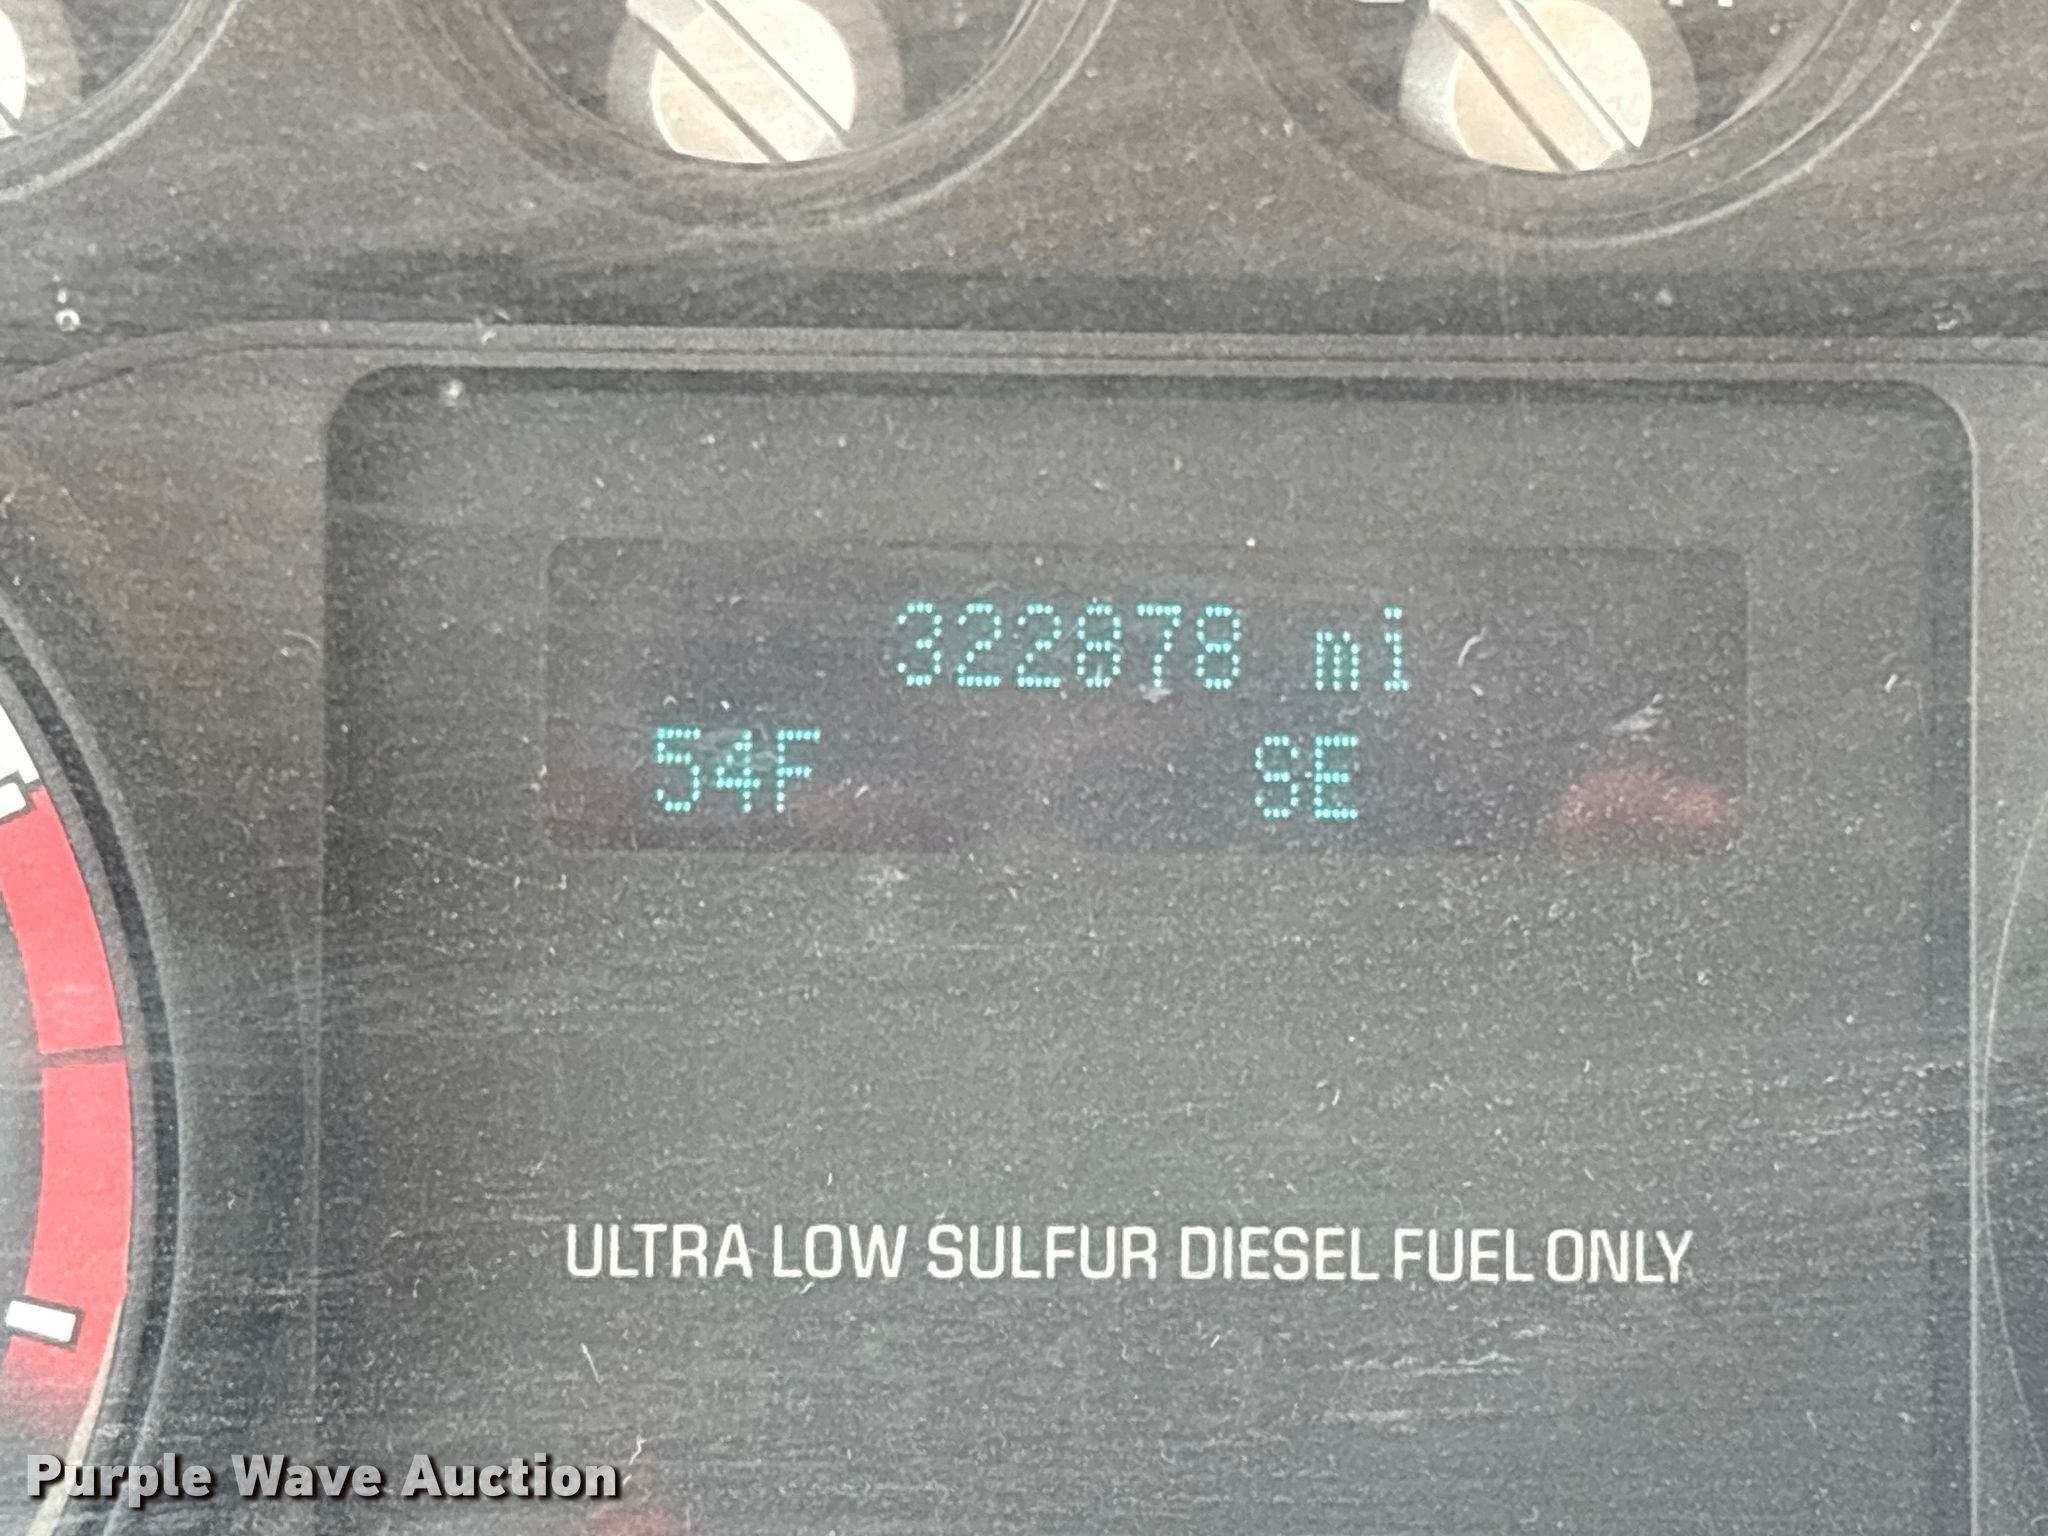 322878 mi
54F SE
ULTRA LOW SULFUR DIESEL FUEL ONLY
Purple Wave Auction